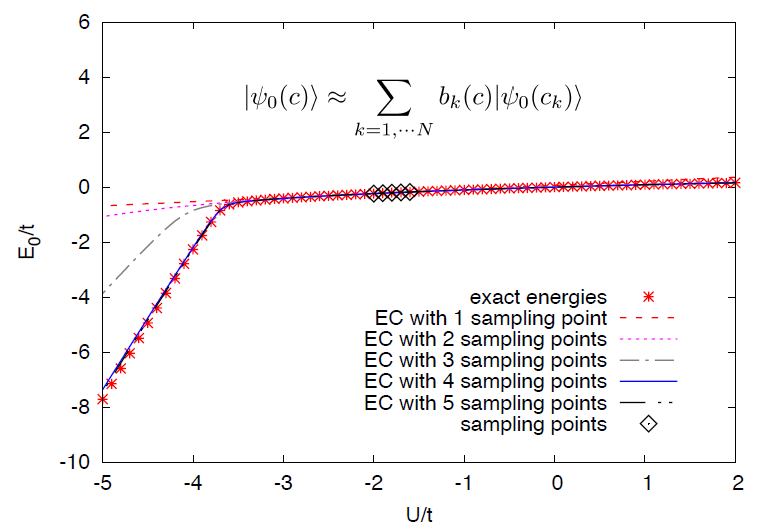 6
4
2
0
-2
-4
-6
-8
-10
E₀/t
|ψ₀(c)⟩ ≈ ∑ bₖ(c)|ψ₀(cₖ)⟩
k=1,⋯N
exact energies
EC with 1 sampling point
EC with 2 sampling points
EC with 3 sampling points
EC with 4 sampling points
EC with 5 sampling points
sampling points
-5 -4 -3 -2 -1 0 1 2
U/t